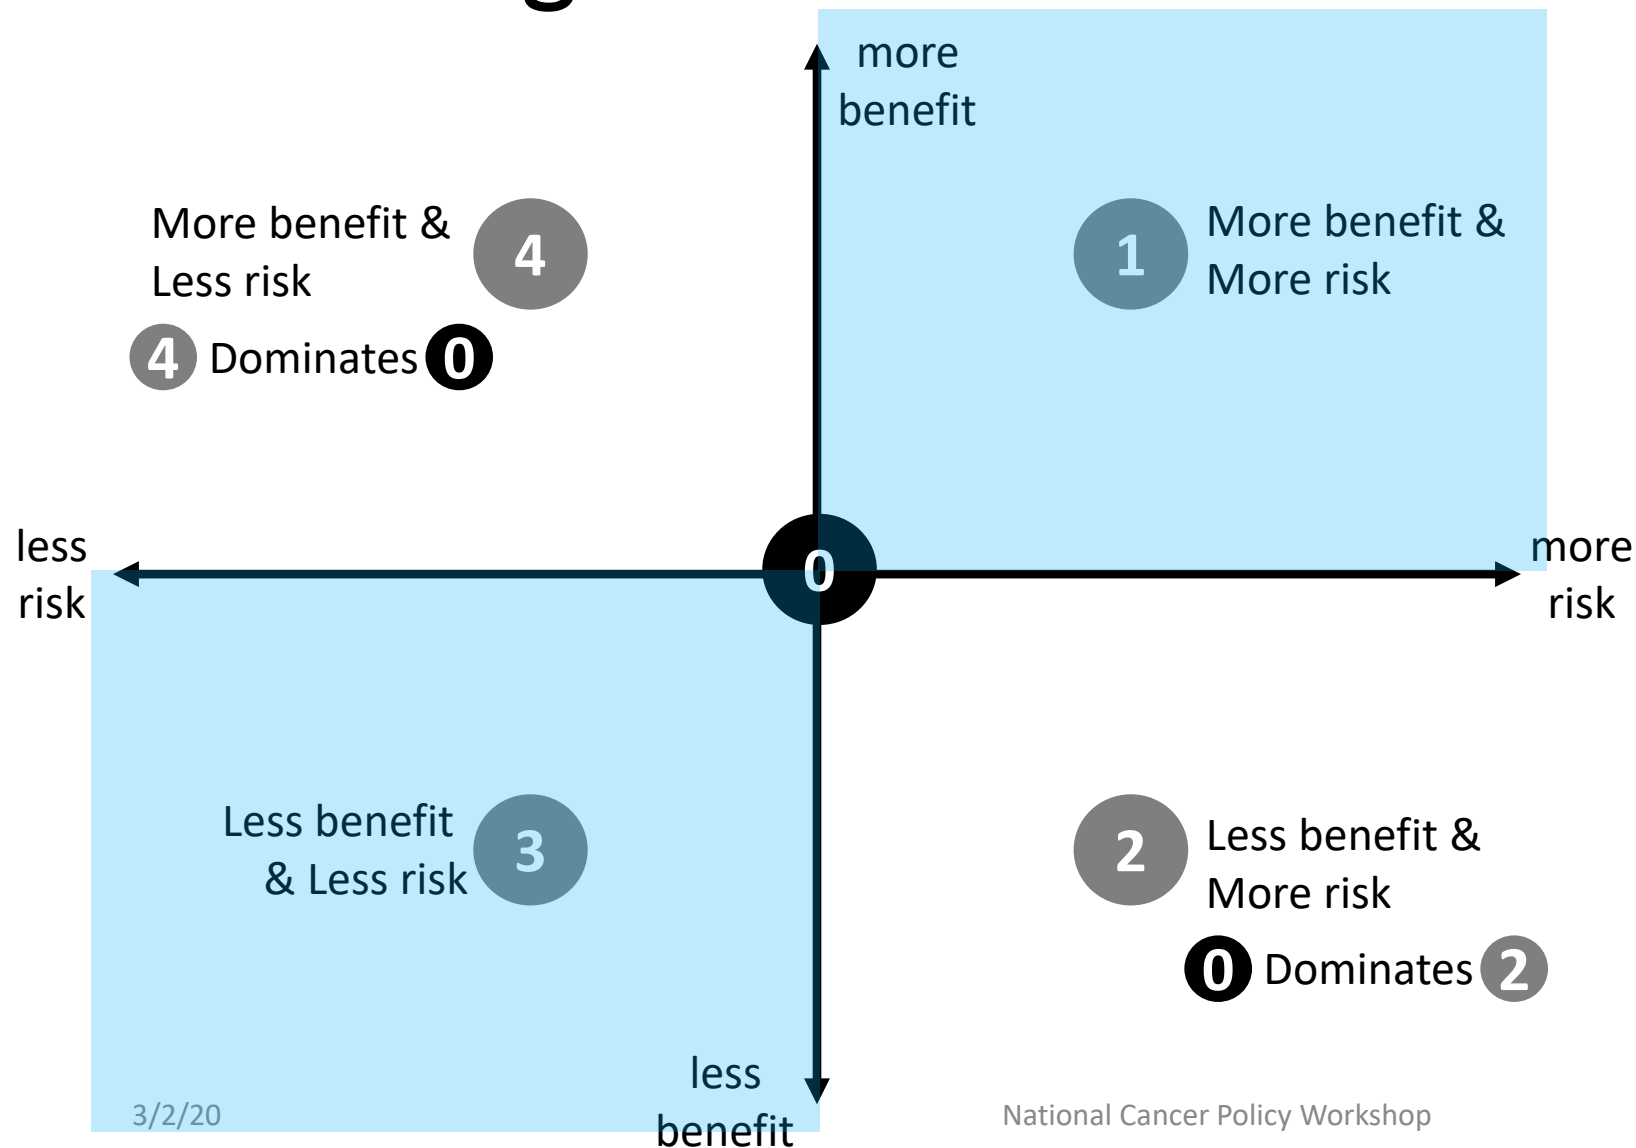 more
benefit
More benefit &
Less risk
4
4 Dominates 0
1
More benefit &
More risk
less
risk
0
more
risk
Less benefit
& Less risk
3
2
Less benefit &
More risk
0 Dominates 2
less
benefit
3/2/20
National Cancer Policy Workshop